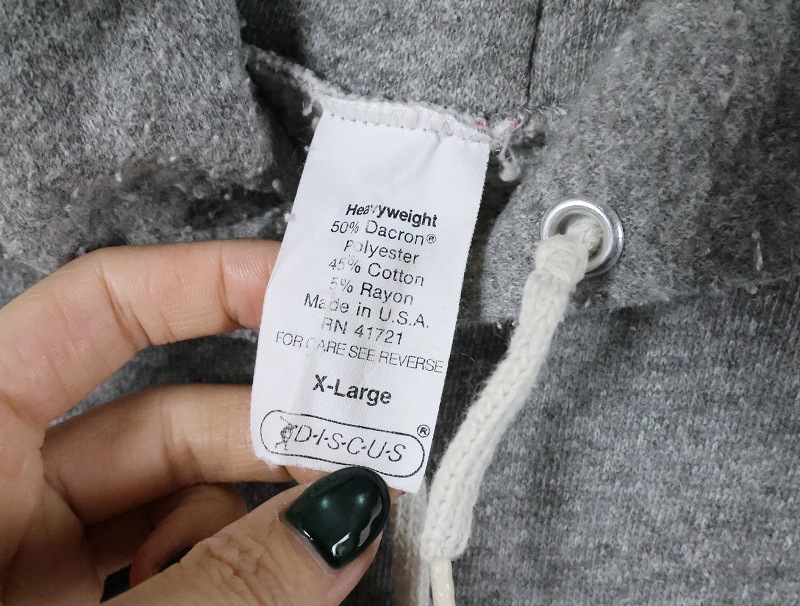 Heavyweight
50% Dacron®
Polyester
45% Cotton
5% Rayon
Made in U.S.A.
RN 41721
FOR CARE SEE REVERSE
X-Large
D-I-S-C-U-S®